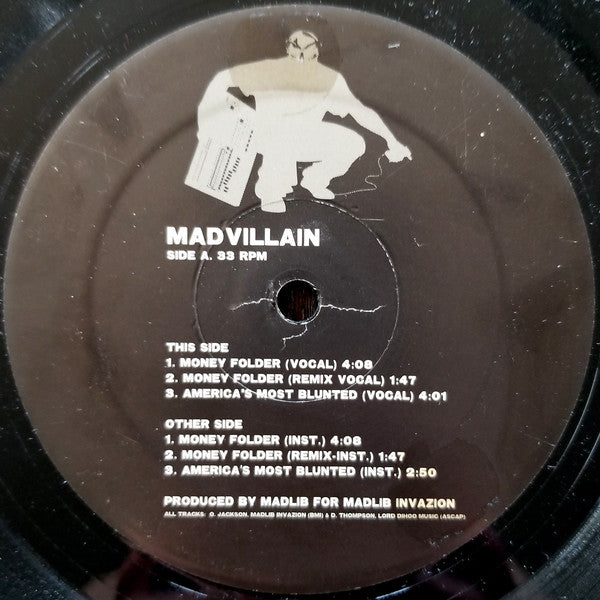 MADVILLAIN
SIDE A. 33 RPM
THIS SIDE
1. MONEY FOLDER (VOCAL) 4:08
2. MONEY FOLDER (REMIX VOCAL) 1:47
3. AMERICA'S MOST BLUNTED (VOCAL) 4:01
OTHER SIDE
1. MONEY FOLDER (INST.) 4:08
2. MONEY FOLDER (REMIX-INST.) 1:47
3. AMERICA'S MOST BLUNTED (INST.) 2:50
PRODUCED BY MADLIB FOR MADLIB INVAZION
ALL TRACKS: O. JACKSON, MADLIB INVAZION (BMI) & D. THOMPSON, LORD DIHOO MUSIC (ASCAP)